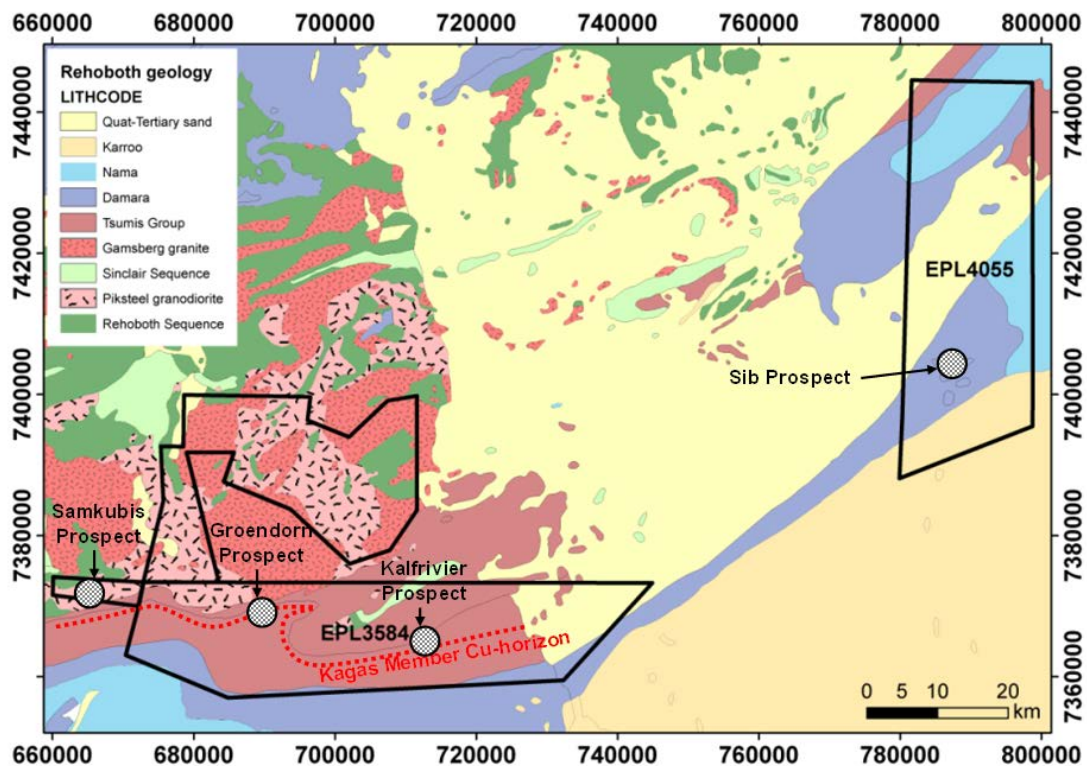 660000 680000 700000 720000 740000 760000 780000 800000
Rehoboth geology
LITHCODE
Quat-Tertiary sand
Karroo
Nama
Damara
Tsumis Group
Gamsberg granite
Sinclair Sequence
Piksteel granodiorite
Rehoboth Sequence
7440000
7420000
7400000
7380000
7360000
7440000
7420000
7400000
7380000
7360000
EPL4055
Sib Prospect
Samkubis
Prospect
Groendorn
Prospect
Kalfrivier
Prospect
EPL3584
Kagas Member Cu-horizon
0 5 10 20
km
660000 680000 700000 720000 740000 760000 780000 800000